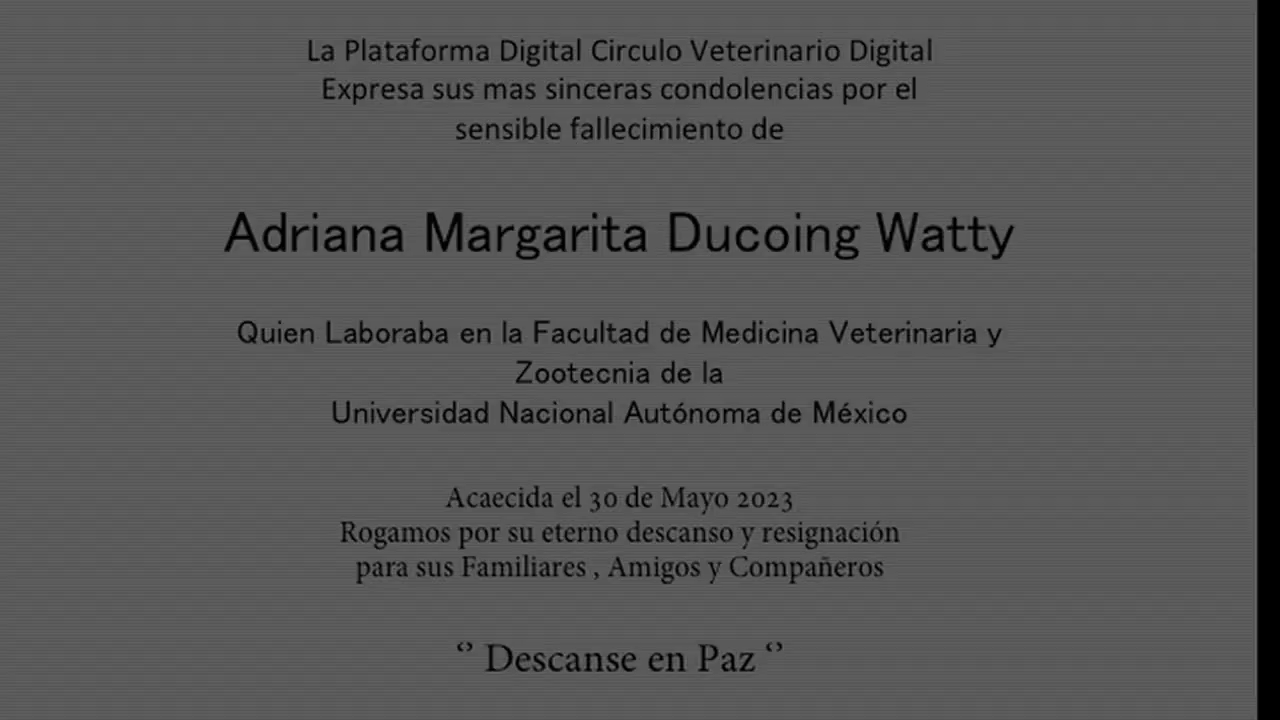 La Plataforma Digital Circulo Veterinario Digital
Expresa sus mas sinceras condolencias por el
sensible fallecimiento de
Adriana Margarita Ducoing Watty
Quien Laboraba en la Facultad de Medicina Veterinaria y
Zootecnia de la
Universidad Nacional Autónoma de México
Acaecida el 30 de Mayo 2023
Rogamos por su eterno descanso y resignación
para sus Familiares , Amigos y Compañeros
‘’ Descanse en Paz ‘’